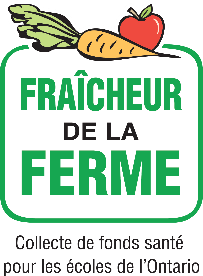 FRAÎCHEUR
DE LA
FERME
Collecte de fonds santé
pour les écoles de l'Ontario